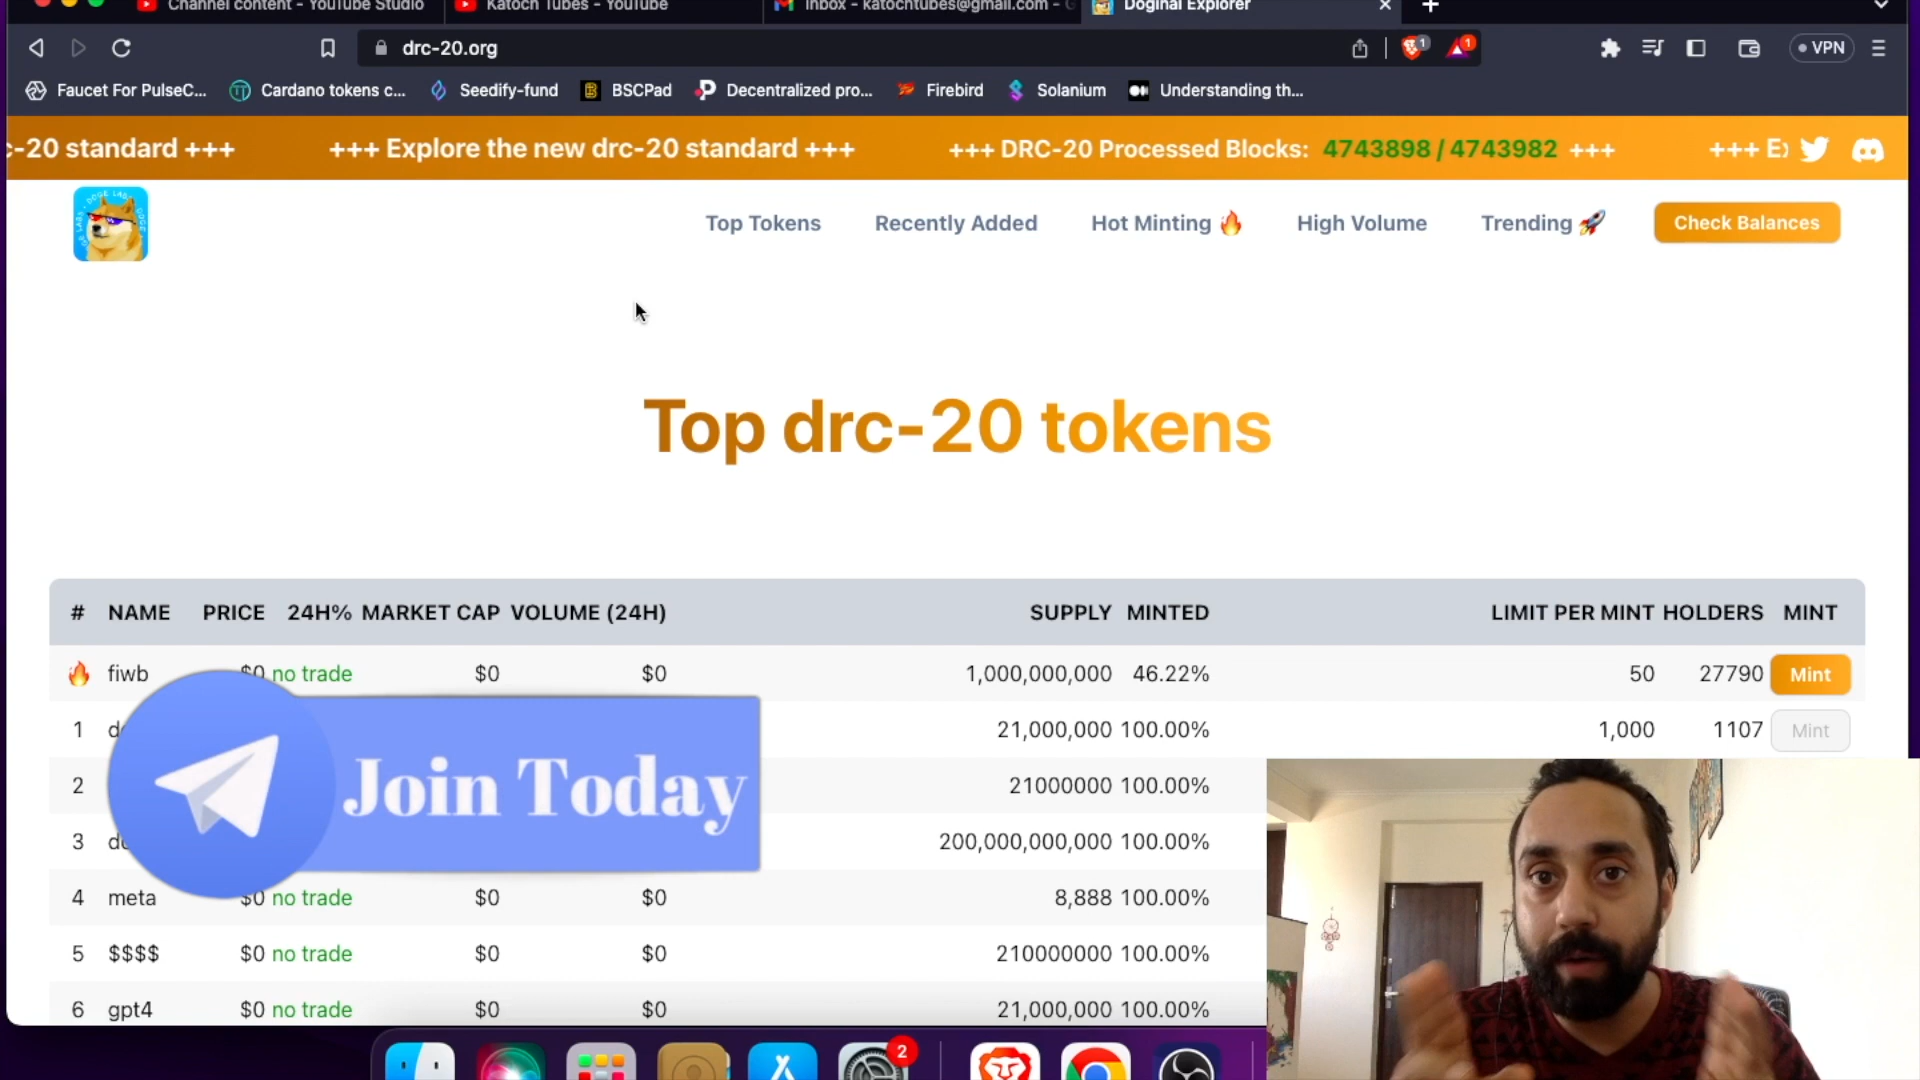 Channel content - YouTube Studio
Katoch Tubes - YouTube
Inbox - katochtubes@gmail.com - G
Doginal Explorer
drc-20.org
1
1
VPN
Faucet For PulseC...
Cardano tokens c...
Seedify-fund
BSCPad
Decentralized pro...
Firebird
Solanium
Understanding th...
c-20 standard +++
+++ Explore the new drc-20 standard +++
+++ DRC-20 Processed Blocks: 4743898 / 4743982 +++
+++ Ex
Top Tokens
Recently Added
Hot Minting
High Volume
Trending
Check Balances
Top drc-20 tokens
# NAME PRICE 24H% MARKET CAP VOLUME (24H) SUPPLY MINTED LIMIT PER MINT HOLDERS MINT
fiwb $0 no trade $0 $0 1,000,000,000 46.22% 50 27790 Mint
1 d 21,000,000 100.00% 1,000 1107 Mint
2 21000000 100.00%
3 do 200,000,000,000 100.00%
4 meta $0 no trade $0 $0 8,888 100.00%
5 $$$$ $0 no trade $0 $0 210000000 100.00%
6 gpt4 $0 no trade $0 $0 21,000,000 100.00%
Join Today
2